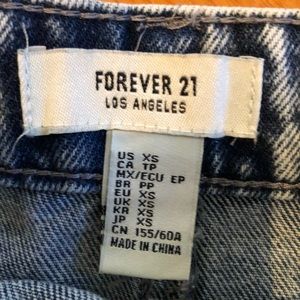 FOREVER 21
LOS ANGELES
US XS
CA TP
MX/ECU EP
BR PP
EU XS
UK XS
KR XS
JP XS
CN 155/60A
MADE IN CHINA